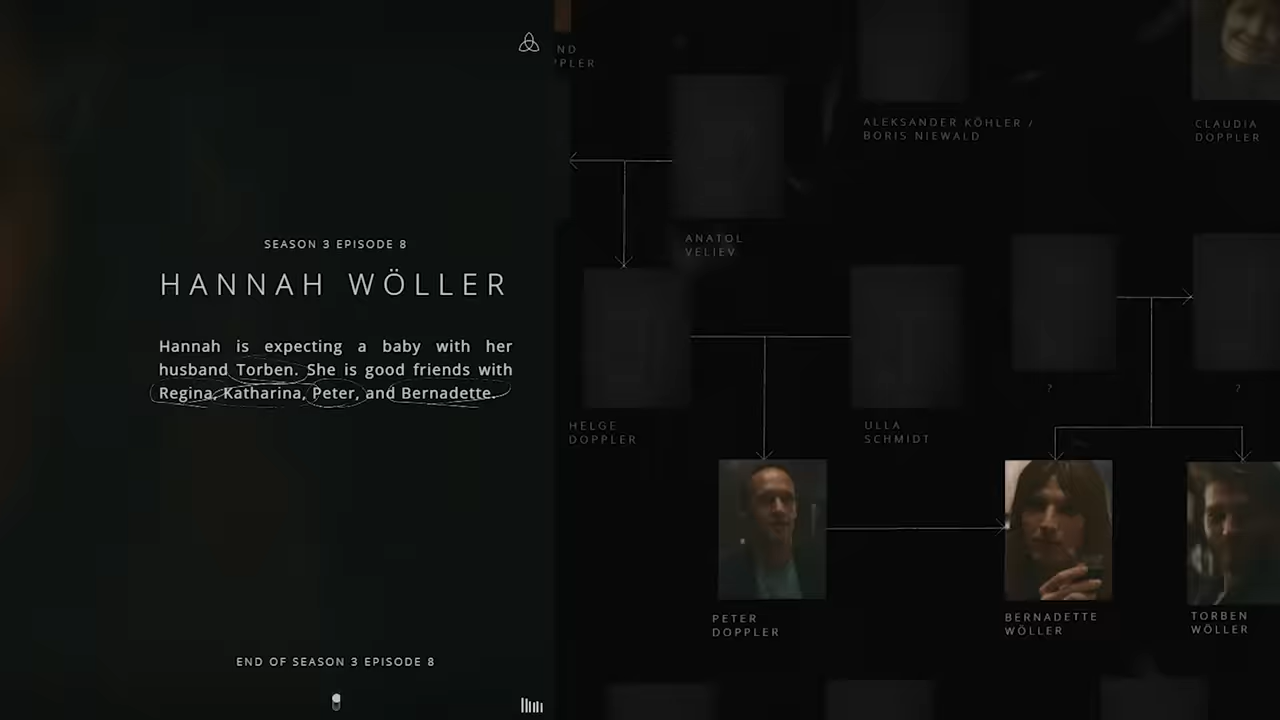 SEASON 3 EPISODE 8
HANNAH WÖLLER
Hannah is expecting a baby with her
husband Torben. She is good friends with
Regina, Katharina, Peter, and Bernadette.
END OF SEASON 3 EPISODE 8
ND
PPLER
ALEKSANDER KÖHLER /
BORIS NIEWALD
CLAUDIA
DOPPLER
ANATOL
VELIEV
?
?
HELGE
DOPPLER
ULLA
SCHMIDT
PETER
DOPPLER
BERNADETTE
WÖLLER
TORBEN
WÖLLER